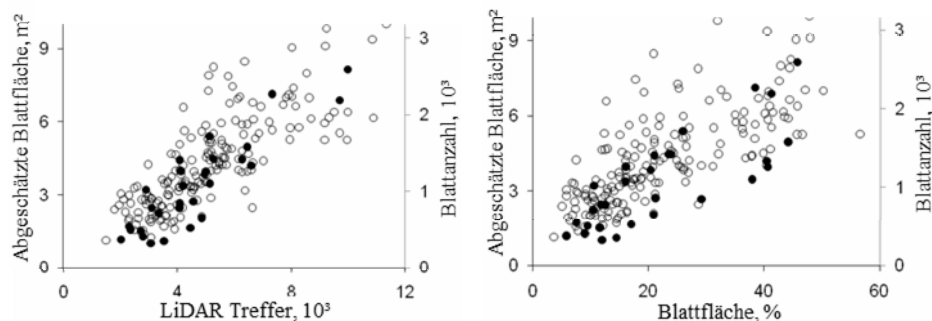 Abgeschätzte Blattfläche, m²
9
6
3
0
3
2
1
0
Blattanzahl, 10³
0 4 8 12
LiDAR Treffer, 10³
Abgeschätzte Blattfläche, m²
9
6
3
0
3
2
1
0
Blattanzahl, 10³
0 20 40 60
Blattfläche, %